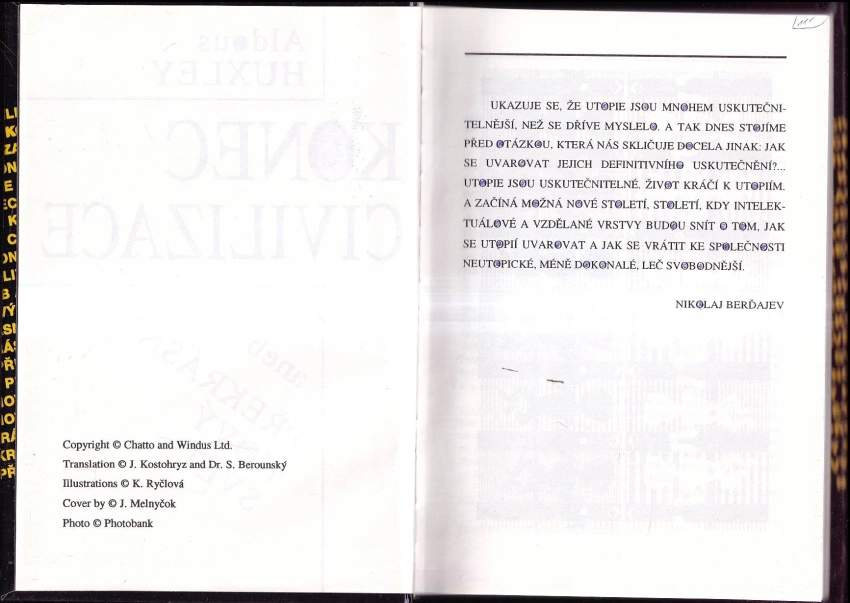 Copyright © Chatto and Windus Ltd.
Translation © J. Kostohryz and Dr. S. Berounský
Illustrations © K. Ryčlová
Cover by © J. Melnyčok
Photo © Photobank
UKAZUJE SE, ŽE UTOPIE JSOU MNOHEM USKUTEČNI-
TELNĚJŠÍ, NEŽ SE DŘÍVE MYSLELO. A TAK DNES STOJÍME
PŘED OTÁZKOU, KTERÁ NÁS SKLIČUJE DOCELA JINAK: JAK
SE UVAROVAT JEJICH DEFINITIVNÍHO USKUTEČNĚNÍ?...
UTOPIE JSOU USKUTEČNITELNÉ. ŽIVOT KRÁČÍ K UTOPIÍM.
A ZAČÍNÁ MOŽNÁ NOVÉ STOLETÍ, STOLETÍ, KDY INTELEK-
TUÁLOVÉ A VZDĚLANÉ VRSTVY BUDOU SNÍT O TOM, JAK
SE UTOPIÍ UVAROVAT A JAK SE VRÁTIT KE SPOLEČNOSTI
NEUTOPICKÉ, MÉNĚ DOKONALÉ, LEČ SVOBODNĚJŠÍ.
NIKOLAJ BERĎAJEV